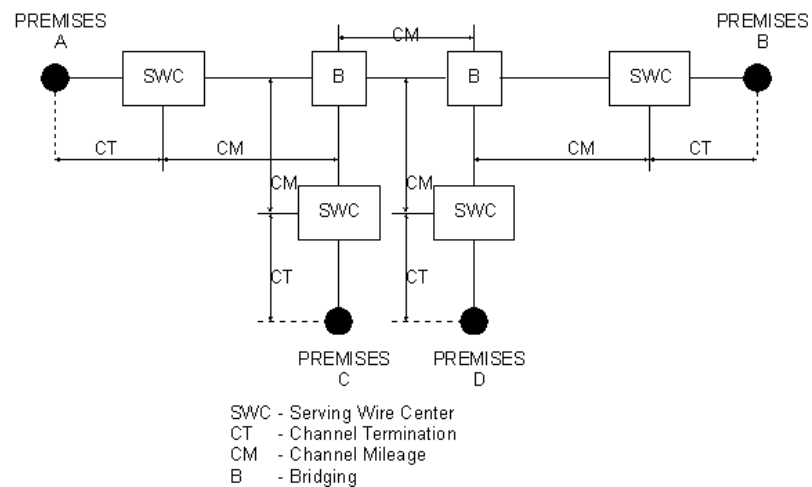 PREMISES
A
PREMISES
B
CM
SWC
B
B
SWC
CT
CM
CM
CT
CM
CM
SWC
SWC
CT
CT
PREMISES
C
PREMISES
D
SWC - Serving Wire Center
CT - Channel Termination
CM - Channel Mileage
B - Bridging